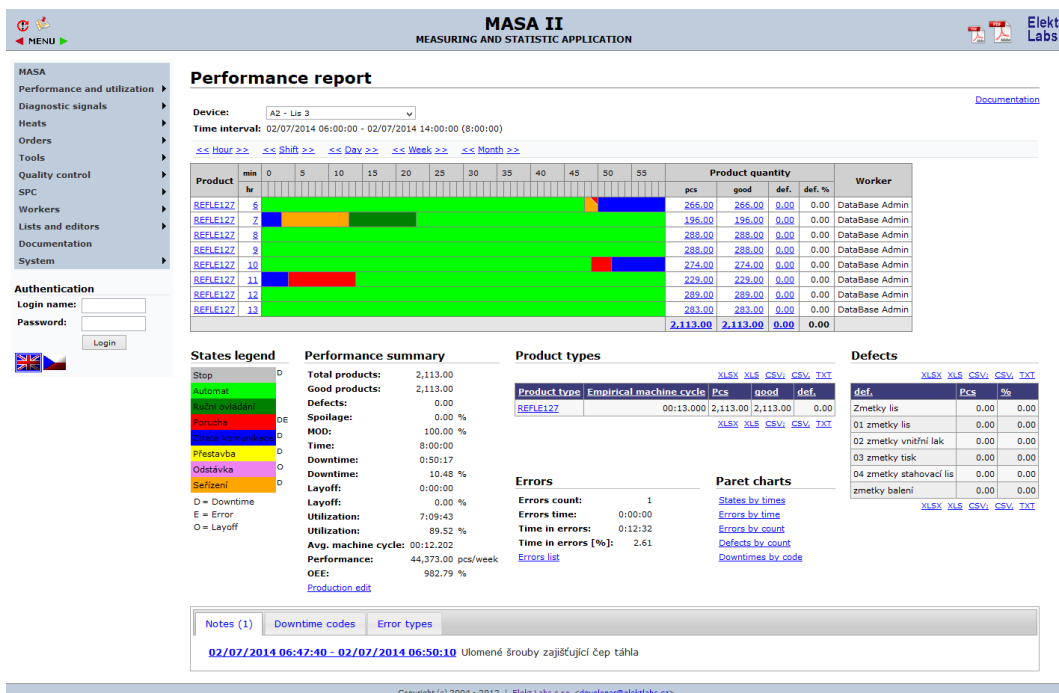 MENU
MASA II
MEASURING AND STATISTIC APPLICATION
Elekt
Labs
MASA
Performance and utilization
Diagnostic signals
Heats
Orders
Tools
Quality control
SPC
Workers
Lists and editors
Documentation
System
Authentication
Login name:
Password:
Login
Performance report
Documentation
Device: A2 - Lis 3
Time interval: 02/07/2014 06:00:00 - 02/07/2014 14:00:00 (8:00:00)
<< Hour >> << Shift >> << Day >> << Week >> << Month >>
Product min 0 5 10 15 20 25 30 35 40 45 50 55 Product quantity Worker
hr pcs good def. def. %
REFLE127 6 266.00 266.00 0.00 0.00 DataBase Admin
REFLE127 7 196.00 196.00 0.00 0.00 DataBase Admin
REFLE127 8 288.00 288.00 0.00 0.00 DataBase Admin
REFLE127 9 288.00 288.00 0.00 0.00 DataBase Admin
REFLE127 10 274.00 274.00 0.00 0.00 DataBase Admin
REFLE127 11 229.00 229.00 0.00 0.00 DataBase Admin
REFLE127 12 289.00 289.00 0.00 0.00 DataBase Admin
REFLE127 13 283.00 283.00 0.00 0.00 DataBase Admin
2,113.00 2,113.00 0.00 0.00
States legend
Stop D
Automat
Ruční ovládání
Porucha DE
Ztráta komunikace D
Přestavba D
Odstávka O
Seřízení D
D = Downtime
E = Error
O = Layoff
Performance summary
Total products: 2,113.00
Good products: 2,113.00
Defects: 0.00
Spoilage: 0.00 %
MOD: 100.00 %
Time: 8:00:00
Downtime: 0:50:17
Downtime: 10.48 %
Layoff: 0:00:00
Layoff: 0.00 %
Utilization: 7:09:43
Utilization: 89.52 %
Avg. machine cycle: 00:12.202
Performance: 44,373.00 pcs/week
OEE: 982.79 %
Production edit
Product types
XLSX XLS CSV; CSV, TXT
Product type Empirical machine cycle Pcs good def.
REFLE127 00:13.000 2,113.00 2,113.00 0.00
XLSX XLS CSV; CSV, TXT
Errors
Errors count: 1
Errors time: 0:00:00
Time in errors: 0:12:32
Time in errors [%]: 2.61
Errors list
Paret charts
States by times
Errors by time
Errors by count
Defects by count
Downtimes by code
Defects
XLSX XLS CSV; CSV, TXT
def. Pcs %
Zmetky lis 0.00 0.00
01 zmetky lis 0.00 0.00
02 zmetky vnitřní lak 0.00 0.00
03 zmetky tisk 0.00 0.00
04 zmetky stahovací lis 0.00 0.00
zmetky balení 0.00 0.00
XLSX XLS CSV; CSV, TXT
Notes (1) Downtime codes Error types
02/07/2014 06:47:40 - 02/07/2014 06:50:10 Ulomené šrouby zajišťující čep táhla